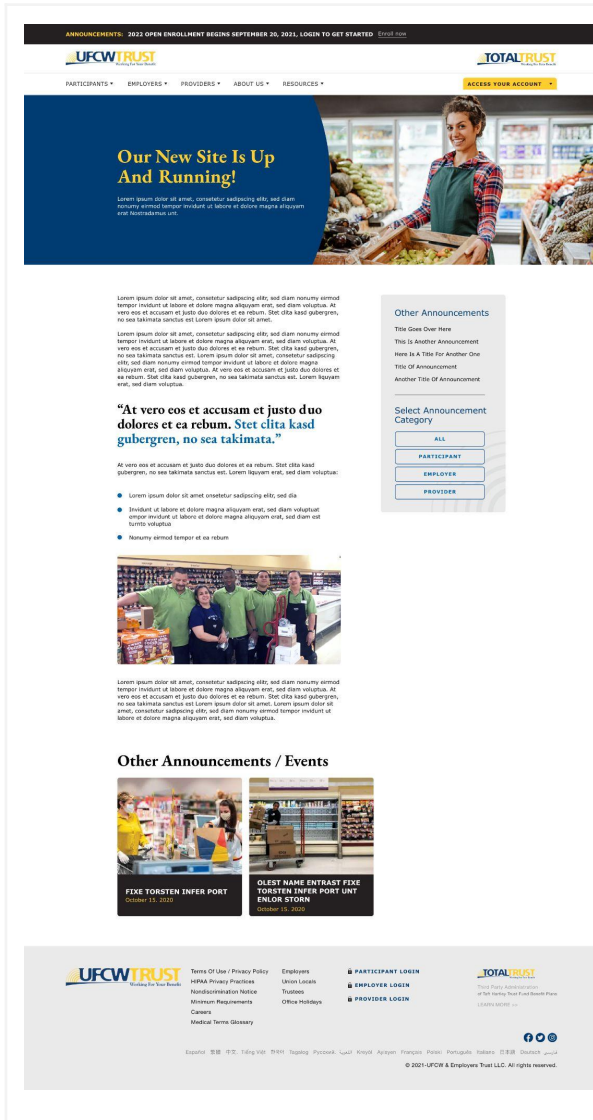 ANNOUNCEMENTS: 2022 OPEN ENROLLMENT BEGINS SEPTEMBER 20, 2021, LOGIN TO GET STARTED Enroll now
UFCWTRUST
Working For Your Benefit
TOTALTRUST
PARTICIPANTS
EMPLOYERS
PROVIDERS
ABOUT US
RESOURCES
ACCESS YOUR ACCOUNT
Our New Site Is Up
And Running!
Lorem ipsum dolor sit amet, consetetur sadipscing elitr, sed diam
nonumy eirmod tempor invidunt ut labore et dolore magna aliquyam
erat Nostradamus unt.
Lorem ipsum dolor sit amet, consetetur sadipscing elitr, sed diam nonumy eirmod
tempor invidunt ut labore et dolore magna aliquyam erat, sed diam voluptua. At
vero eos et accusam et justo duo dolores et ea rebum. Stet clita kasd gubergren,
no sea takimata sanctus est Lorem ipsum dolor sit amet.
Lorem ipsum dolor sit amet, consetetur sadipscing elitr, sed diam nonumy eirmod
tempor invidunt ut labore et dolore magna aliquyam erat, sed diam voluptua. At
vero eos et accusam et justo duo dolores et ea rebum. Stet clita kasd gubergren,
no sea takimata sanctus est. Lorem ipsum dolor sit amet, consetetur sadipscing
elitr, sed diam nonumy eirmod tempor invidunt ut labore et dolore magna
aliquyam erat, sed diam voluptua. At vero eos et accusam et justo duo dolores et
ea rebum. Stet clita kasd gubergren, no sea takimata sanctus est. Lorem liquyam
erat, sed diam voluptua.
“At vero eos et accusam et justo duo
dolores et ea rebum. Stet clita kasd
gubergren, no sea takimata.”
At vero eos et accusam et justo duo dolores et ea rebum. Stet clita kasd
gubergren, no sea takimata sanctus est. Lorem liquyam erat, sed diam voluptua:
Lorem ipsum dolor sit amet onsetetur sadipscing elitr, sed dia
Invidunt ut labore et dolore magna aliquyam erat, sed diam voluptuat
ompor invidunt ut labore et dolore magna aliquyam erat, sed diam est
turnto voluptua
Nonumy eirmod tempor et ea rebum
Lorem ipsum dolor sit amet, consetetur sadipscing elitr, sed diam nonumy eirmod
tempor invidunt ut labore et dolore magna aliquyam erat, sed diam voluptua. At
vero eos et accusam et justo duo dolores et ea rebum. Stet clita kasd gubergren,
no sea takimata sanctus est Lorem ipsum dolor sit amet. Lorem ipsum dolor sit
amet, consetetur sadipscing elitr, sed diam nonumy eirmod tempor invidunt ut
labore et dolore magna aliquyam erat, sed diam voluptua.
Other Announcements
Title Goes Over Here
This Is Another Announcement
Here Is A Title For Another One
Title Of Announcement
Another Title Of Announcement
Select Announcement
Category
ALL
PARTICIPANT
EMPLOYER
PROVIDER
Other Announcements / Events
FIXE TORSTEN INFER PORT
October 15. 2020
OLEST NAME ENTRAST FIXE
TORSTEN INFER PORT UNT
ENLOR STORN
October 15. 2020
UFCWTRUST
Working For Your Benefit
Terms Of Use / Privacy Policy
HIPAA Privacy Practices
Nondiscrimination Notice
Minimum Requirements
Careers
Medical Terms Glossary
Employers
Union Locals
Trustees
Office Holidays
PARTICIPANT LOGIN
EMPLOYER LOGIN
PROVIDER LOGIN
TOTALTRUST
Third Party Administration
of Taft Hartley Trust Fund Benefit Plans
LEARN MORE >>
Español 繁體 中文 Tiếng Việt 한국어 Tagalog Русский Kreyòl Ayisyen Français Polski Português Italiano 日本語 Deutsch فارسی
© 2021-UFCW & Employers Trust LLC. All rights reserved.